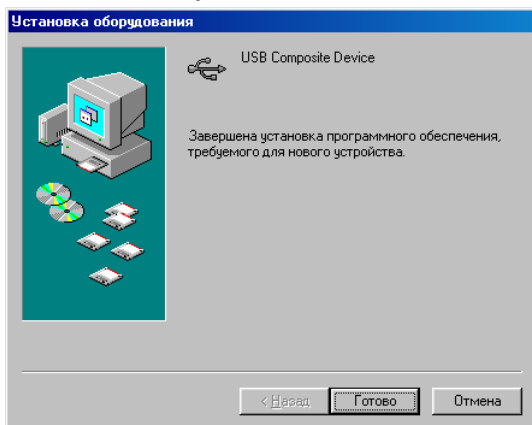 Установка оборудования
USB Composite Device
Завершена установка программного обеспечения,
требуемого для нового устройства.
< Назад
Готово
Отмена